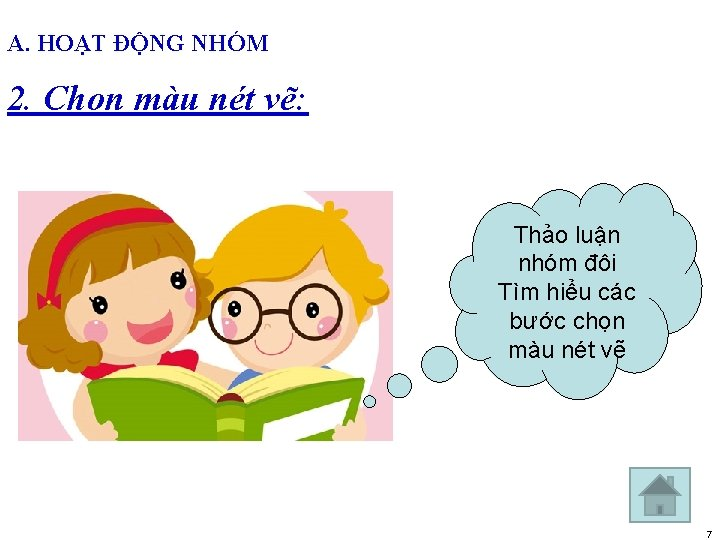 A. HOẠT ĐỘNG NHÓM
2. Chọn màu nét vẽ:
Thảo luận
nhóm đôi
Tìm hiểu các
bước chọn
màu nét vẽ
7